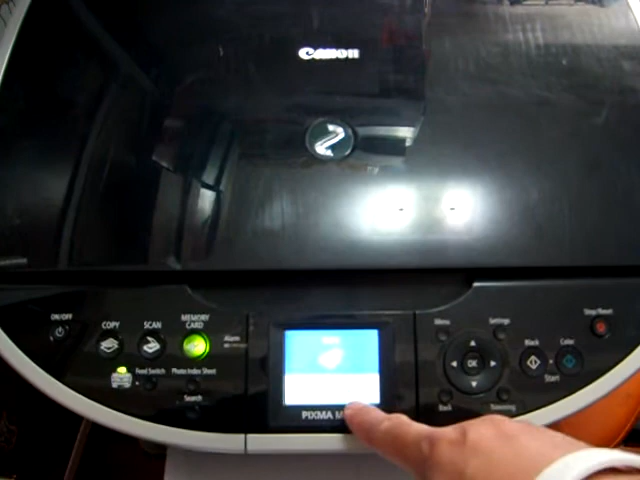 Canon
ON/OFF
COPY
SCAN
MEMORY CARD
Alarm
Feed Switch
Photo Index Sheet
Search
PIXMA M
Menu
Settings
OK
Back
Trimming
Black
Color
Start
Stop/Reset